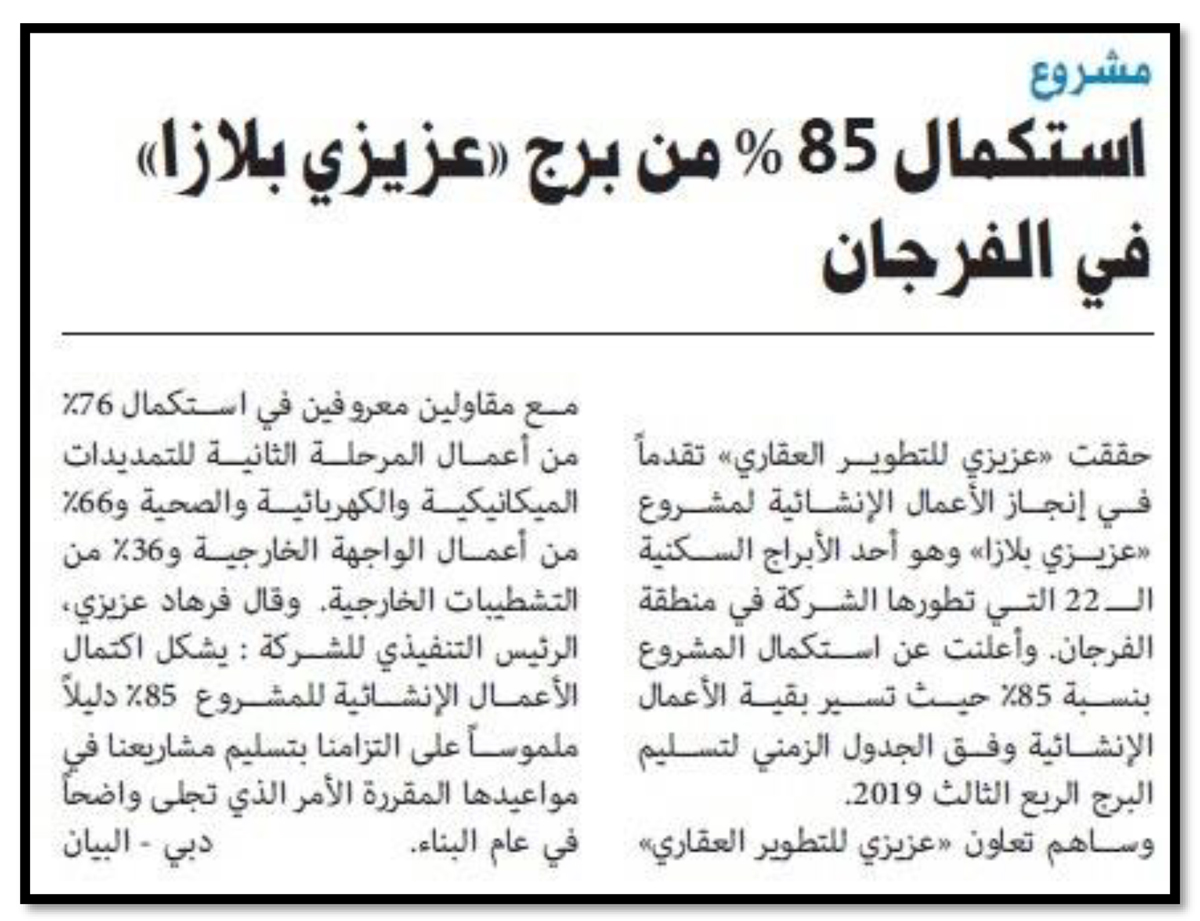 مشروع
استكمال 85 % من برج «عزيزي بلازا»
في الفرجان
حققت «عزيزي للتطوير العقاري» تقدماً
في إنجاز الأعمال الإنشائية لمشروع
«عزيزي بلازا» وهو أحد الأبراج السكنية
الـ 22 التي تطورها الشركة في منطقة
الفرجان. وأعلنت عن استكمال المشروع
بنسبة 85٪ حيث تسير بقية الأعمال
الإنشائية وفق الجدول الزمني لتسليم
البرج الربع الثالث 2019.
وساهم تعاون «عزيزي للتطوير العقاري»
مع مقاولين معروفين في استكمال 76٪
من أعمال المرحلة الثانية للتمديدات
الميكانيكية والكهربائية والصحية و66٪
من أعمال الواجهة الخارجية و36٪ من
التشطيبات الخارجية. وقال فرهاد عزيزي،
الرئيس التنفيذي للشركة : يشكل اكتمال
الأعمال الإنشائية للمشروع 85٪ دليلاً
ملموساً على التزامنا بتسليم مشاريعنا في
مواعيدها المقررة الأمر الذي تجلى واضحاً
في عام البناء. دبي - البيان